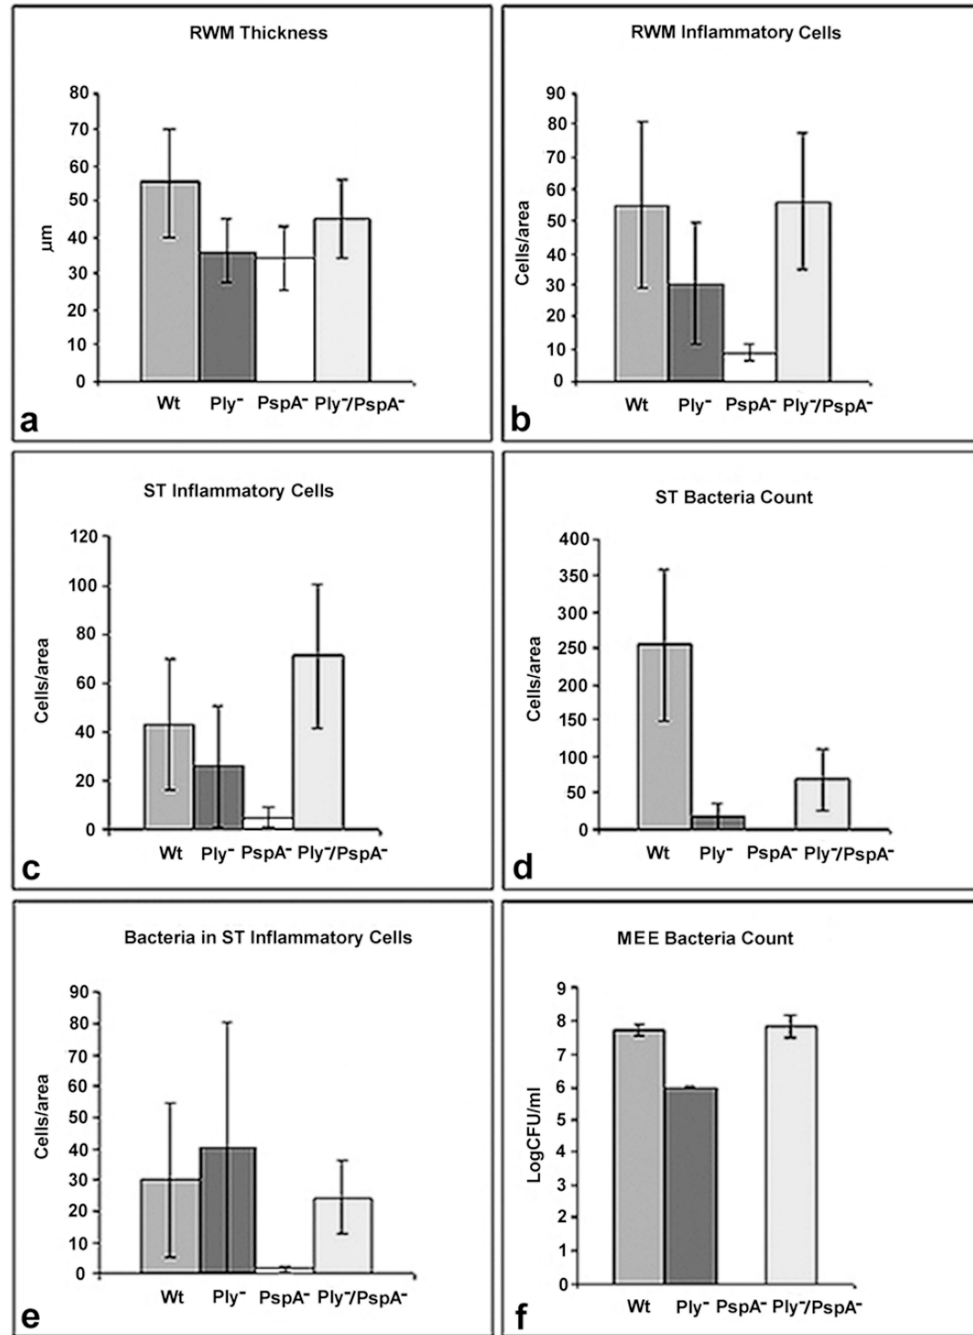 RWM Thickness
80
70
60
50
40
30
20
10
0
µm
Wt Ply⁻ PspA⁻ Ply⁻/PspA⁻
a
RWM Inflammatory Cells
90
80
70
60
50
40
30
20
10
0
Cells/area
Wt Ply⁻ PspA⁻ Ply⁻/PspA⁻
b
ST Inflammatory Cells
120
100
80
60
40
20
0
Cells/area
Wt Ply⁻ PspA⁻ Ply⁻/PspA⁻
c
ST Bacteria Count
400
350
300
250
200
150
100
50
0
Cells/area
Wt Ply⁻ PspA⁻ Ply⁻/PspA⁻
d
Bacteria in ST Inflammatory Cells
90
80
70
60
50
40
30
20
10
0
Cells/area
Wt Ply⁻ PspA⁻ Ply⁻/PspA⁻
e
MEE Bacteria Count
9
8
7
6
5
4
3
2
1
0
LogCFU/ml
Wt Ply⁻ PspA⁻ Ply⁻/PspA⁻
f